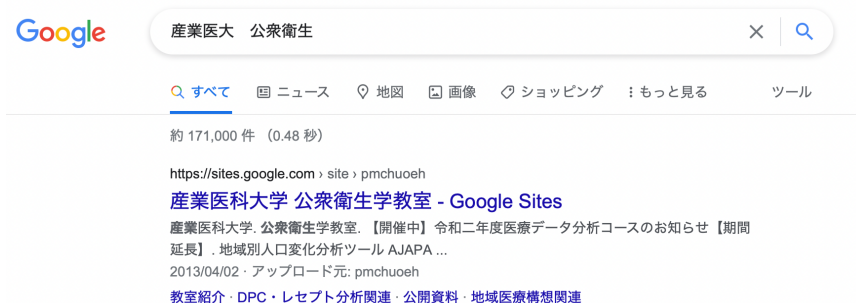 Google 産業医大　公衆衛生
すべて ニュース 地図 画像 ショッピング もっと見る ツール
約 171,000 件 （0.48 秒）
https://sites.google.com › site › pmchuoeh
産業医科大学 公衆衛生学教室 - Google Sites
産業医科大学. 公衆衛生学教室. 【開催中】令和二年度医療データ分析コースのお知らせ【期間
延長】. 地域別人口変化分析ツール AJAPA ...
2013/04/02 · アップロード元: pmchuoeh
教室紹介 · DPC・レセプト分析関連 · 公開資料 · 地域医療構想関連